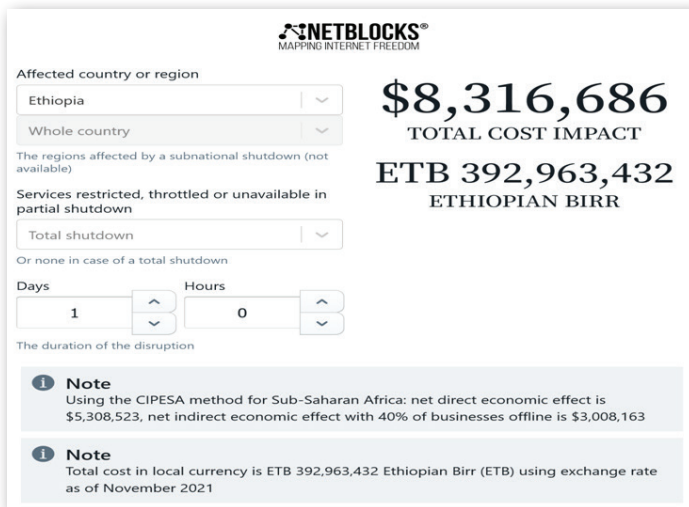 NETBLOCKS®
MAPPING INTERNET FREEDOM
Affected country or region
Ethiopia
Whole country
The regions affected by a subnational shutdown (not
available)
Services restricted, throttled or unavailable in
partial shutdown
Total shutdown
Or none in case of a total shutdown
Days
Hours
1
0
The duration of the disruption
$8,316,686
TOTAL COST IMPACT
ETB 392,963,432
ETHIOPIAN BIRR
Note
Using the CIPESA method for Sub-Saharan Africa: net direct economic effect is
$5,308,523, net indirect economic effect with 40% of businesses offline is $3,008,163
Note
Total cost in local currency is ETB 392,963,432 Ethiopian Birr (ETB) using exchange rate
as of November 2021